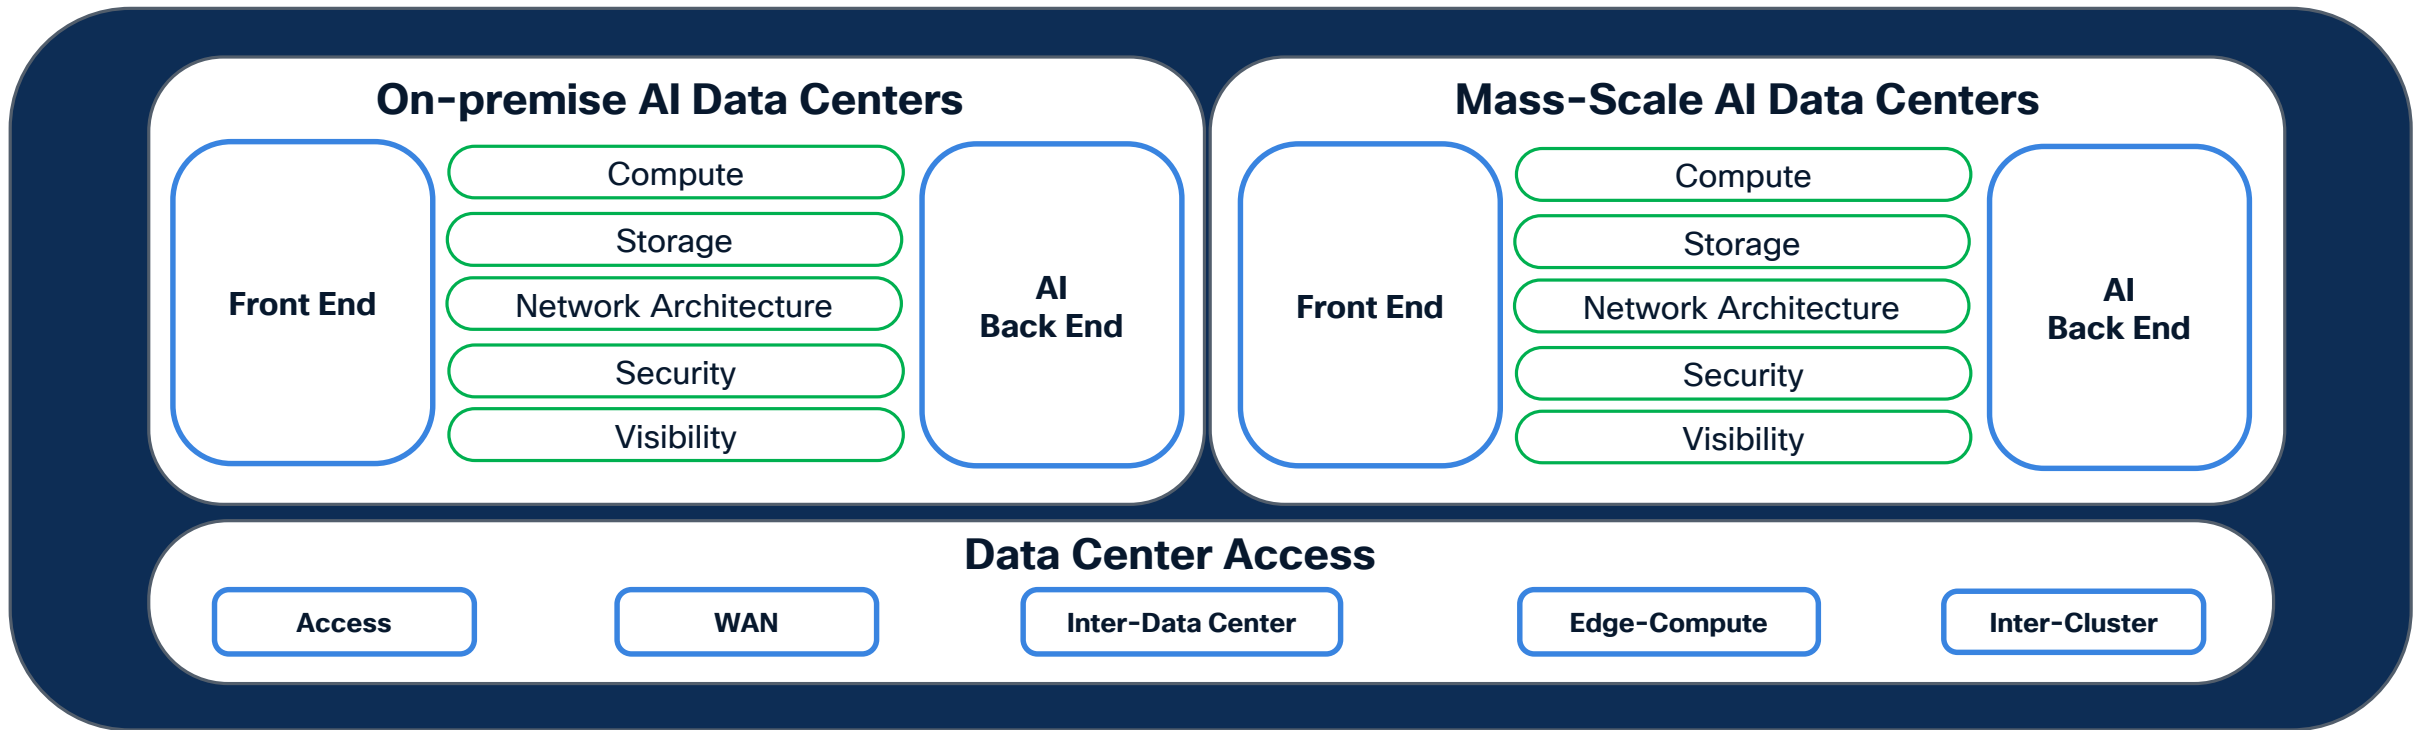 On-premise AI Data Centers
Front End
Compute
Storage
Network Architecture
Security
Visibility
AI
Back End
Mass-Scale AI Data Centers
Front End
Compute
Storage
Network Architecture
Security
Visibility
AI
Back End
Data Center Access
Access
WAN
Inter-Data Center
Edge-Compute
Inter-Cluster